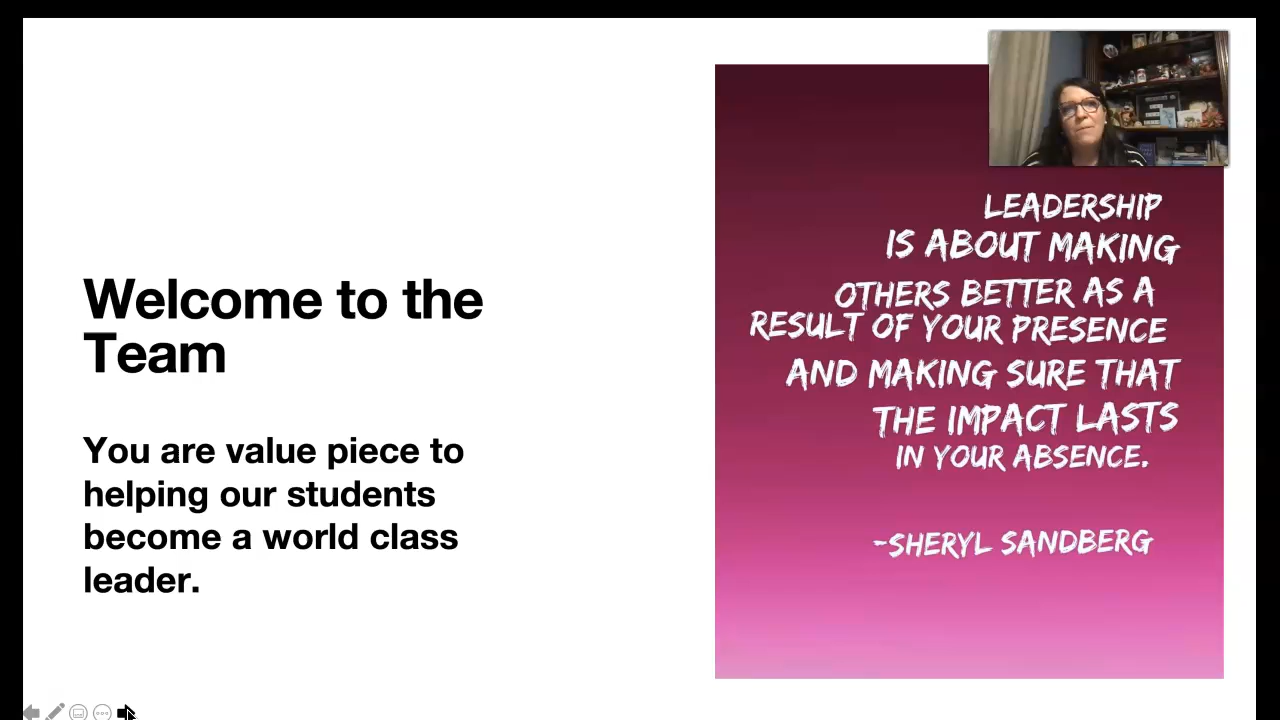 Welcome to the
Team
You are value piece to
helping our students
become a world class
leader.
LEADERSHIP
IS ABOUT MAKING
OTHERS BETTER AS A
RESULT OF YOUR PRESENCE
AND MAKING SURE THAT
THE IMPACT LASTS
IN YOUR ABSENCE.
-SHERYL SANDBERG